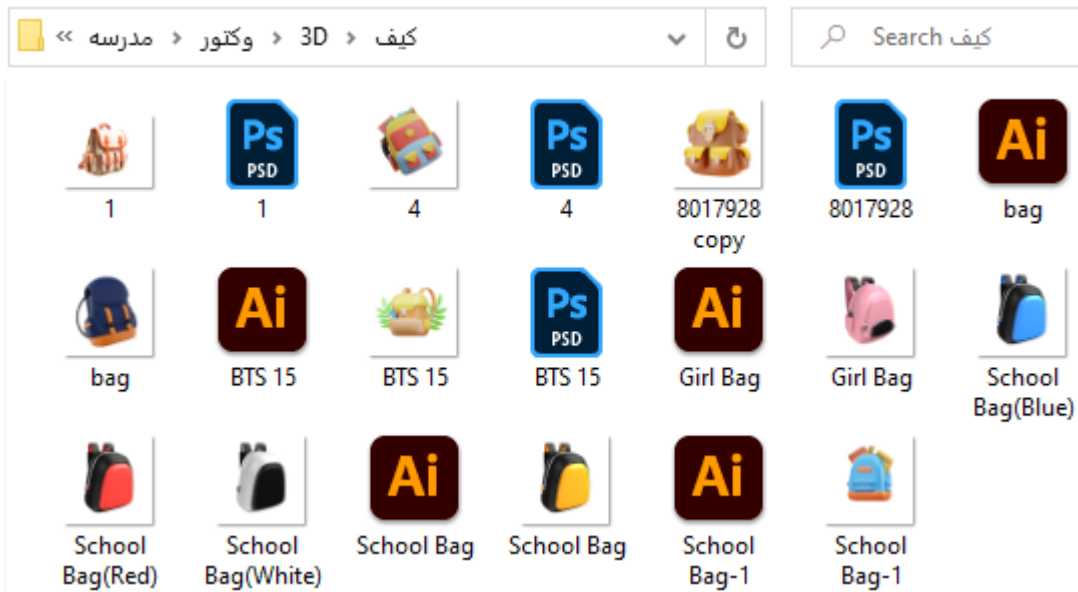 « مدرسه › وکتور › 3D › کیف
Search کیف
Ps
PSD
Ps
PSD
Ps
PSD
Ai
1
1
4
4
8017928
copy
8017928
bag
Ai
Ps
PSD
Ai
bag
BTS 15
BTS 15
BTS 15
Girl Bag
Girl Bag
School
Bag(Blue)
Ai
Ai
School
Bag(Red)
School
Bag(White)
School Bag
School Bag
School
Bag-1
School
Bag-1